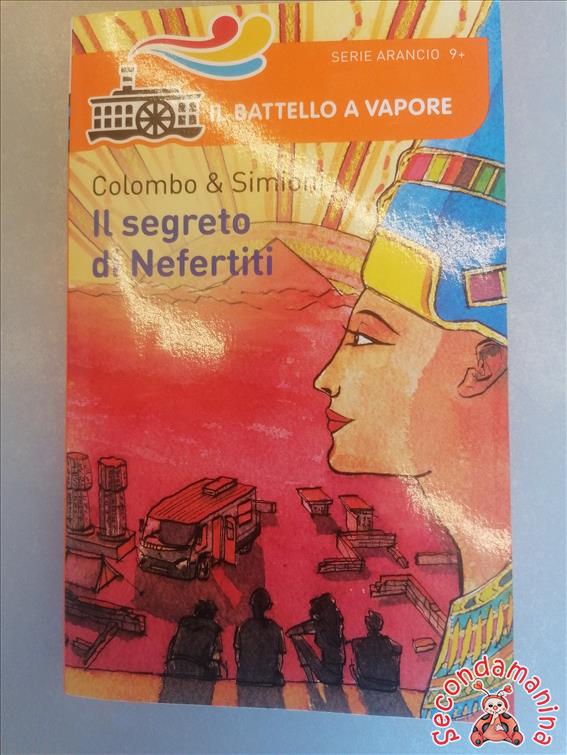 SERIE ARANCIO 9+
IL BATTELLO A VAPORE
Colombo & Simioni
Il segreto
di Nefertiti
Secondamanina